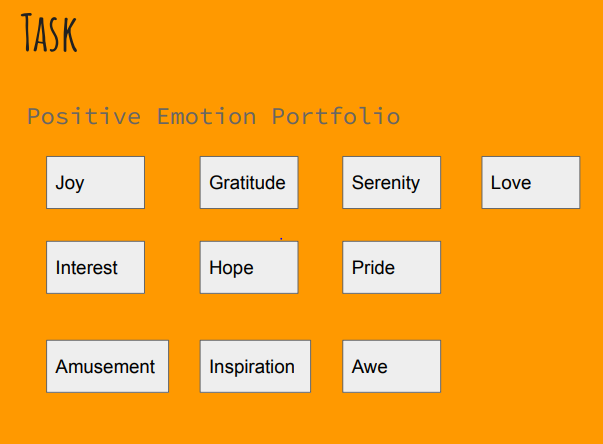 Task
Positive Emotion Portfolio
Joy Gratitude Serenity Love
Interest Hope Pride
Amusement Inspiration Awe